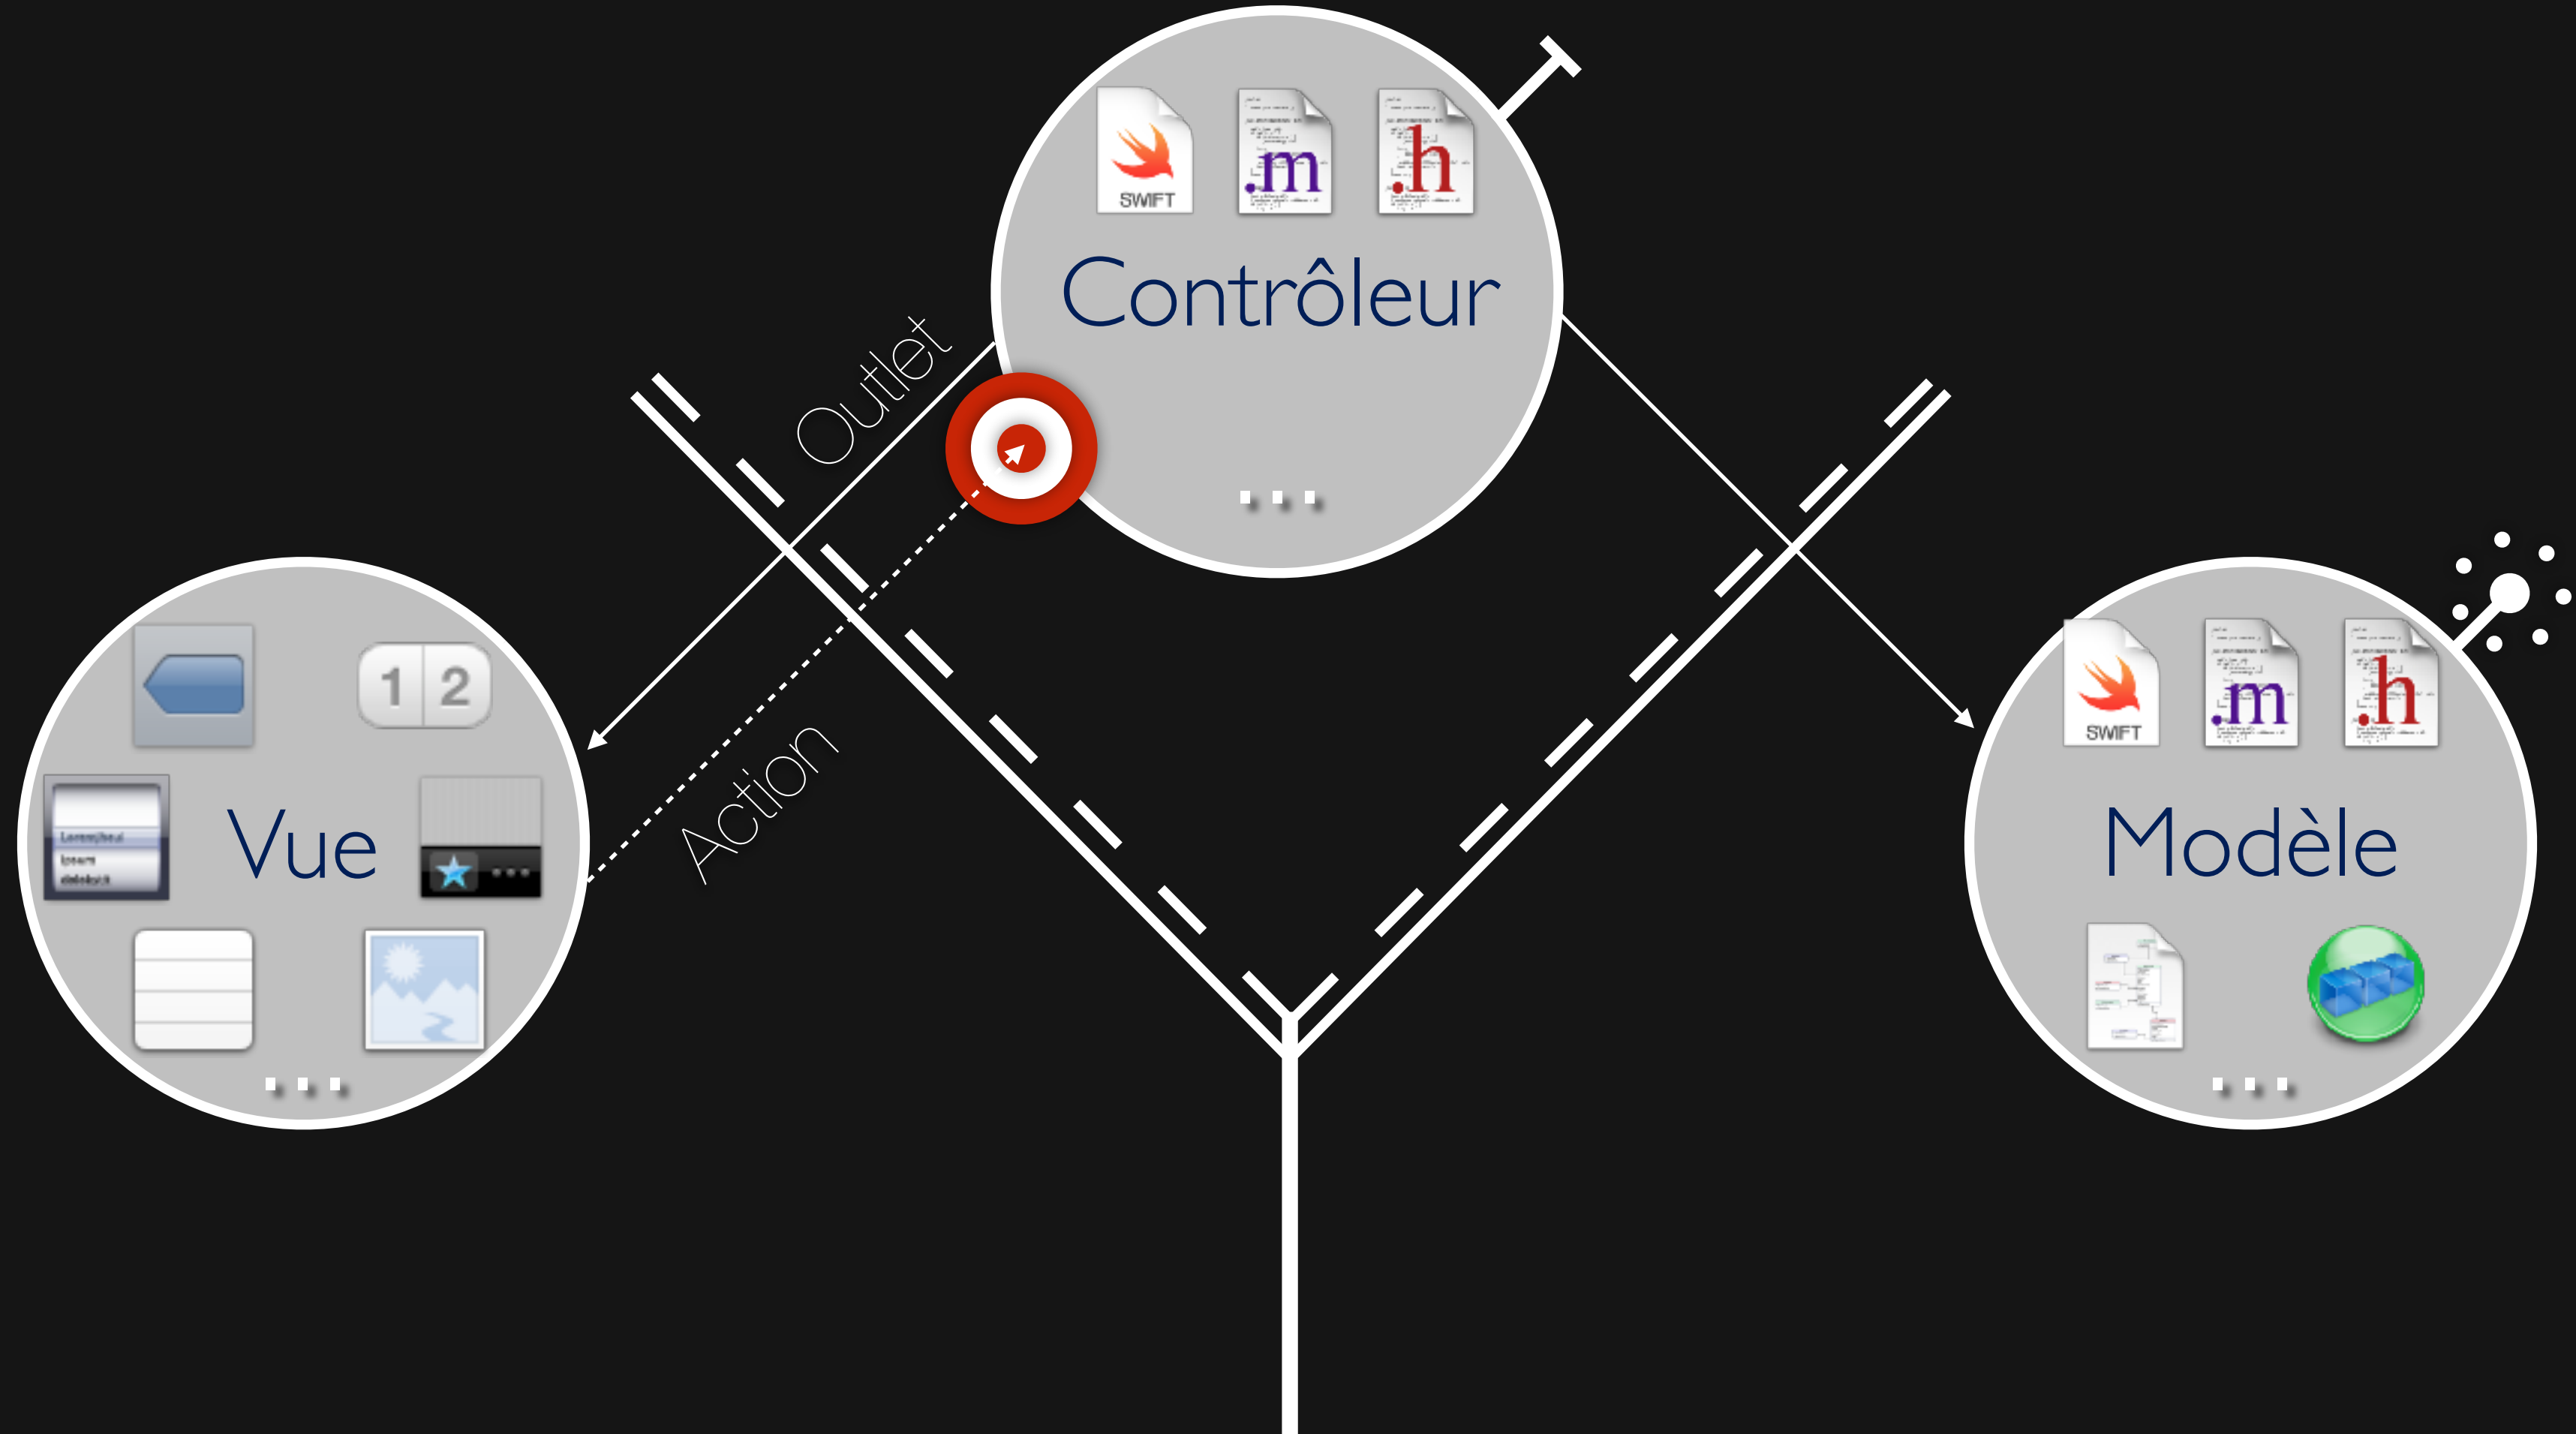 SWIFT .m .h
Contrôleur
...
Outlet
Action
1 2
Vue
...
SWIFT .m .h
Modèle
...